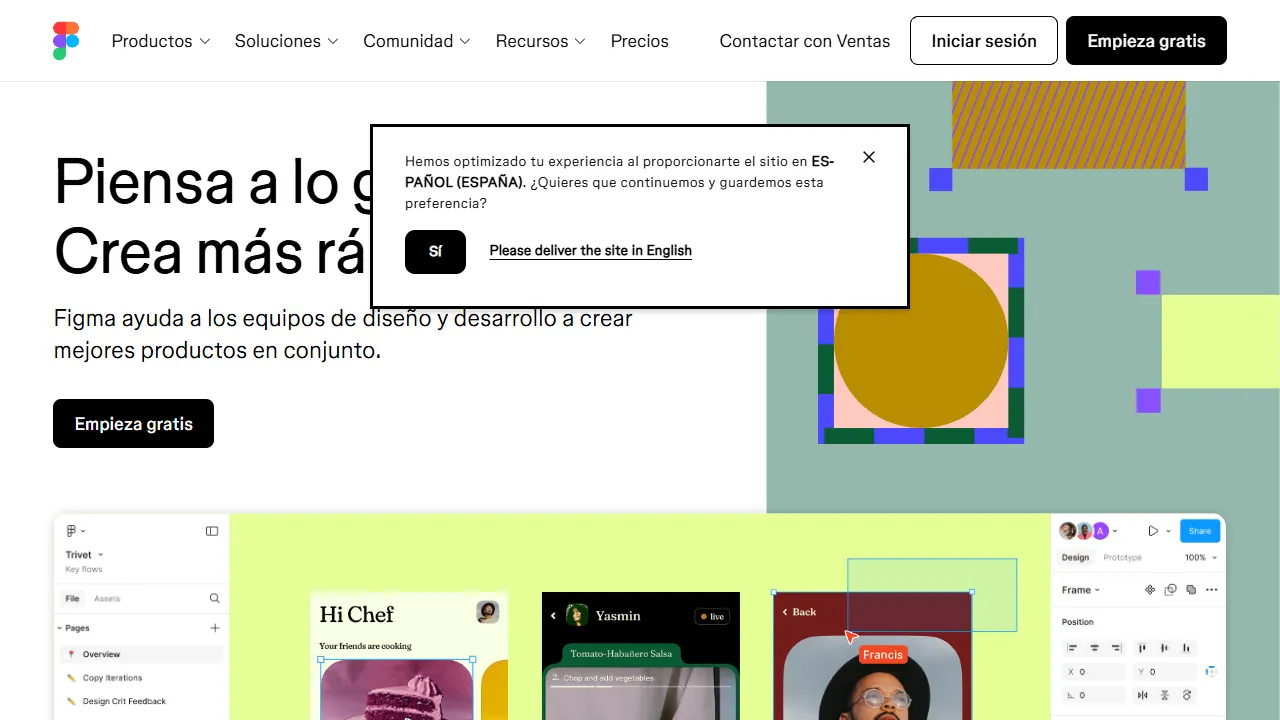 Productos
Soluciones
Comunidad
Recursos
Precios
Contactar con Ventas
Iniciar sesión
Empieza gratis
Hemos optimizado tu experiencia al proporcionarte el sitio en ES-
PAÑOL (ESPAÑA). ¿Quieres que continuemos y guardemos esta
preferencia?
Sí
Please deliver the site in English
Piensa a lo g
Crea más rá
Figma ayuda a los equipos de diseño y desarrollo a crear
mejores productos en conjunto.
Empieza gratis
Trivet
Key flows
File
Assets
Pages
Overview
Copy Iterations
Design Crit Feedback
Hi Chef
Your friends are cooking
Yasmin
live
Tomato-Habañero Salsa
2. Chop and add vegetables.
Back
Francis
A
Share
Design
Prototype
100%
Frame
Position
X 0
Y 0
0